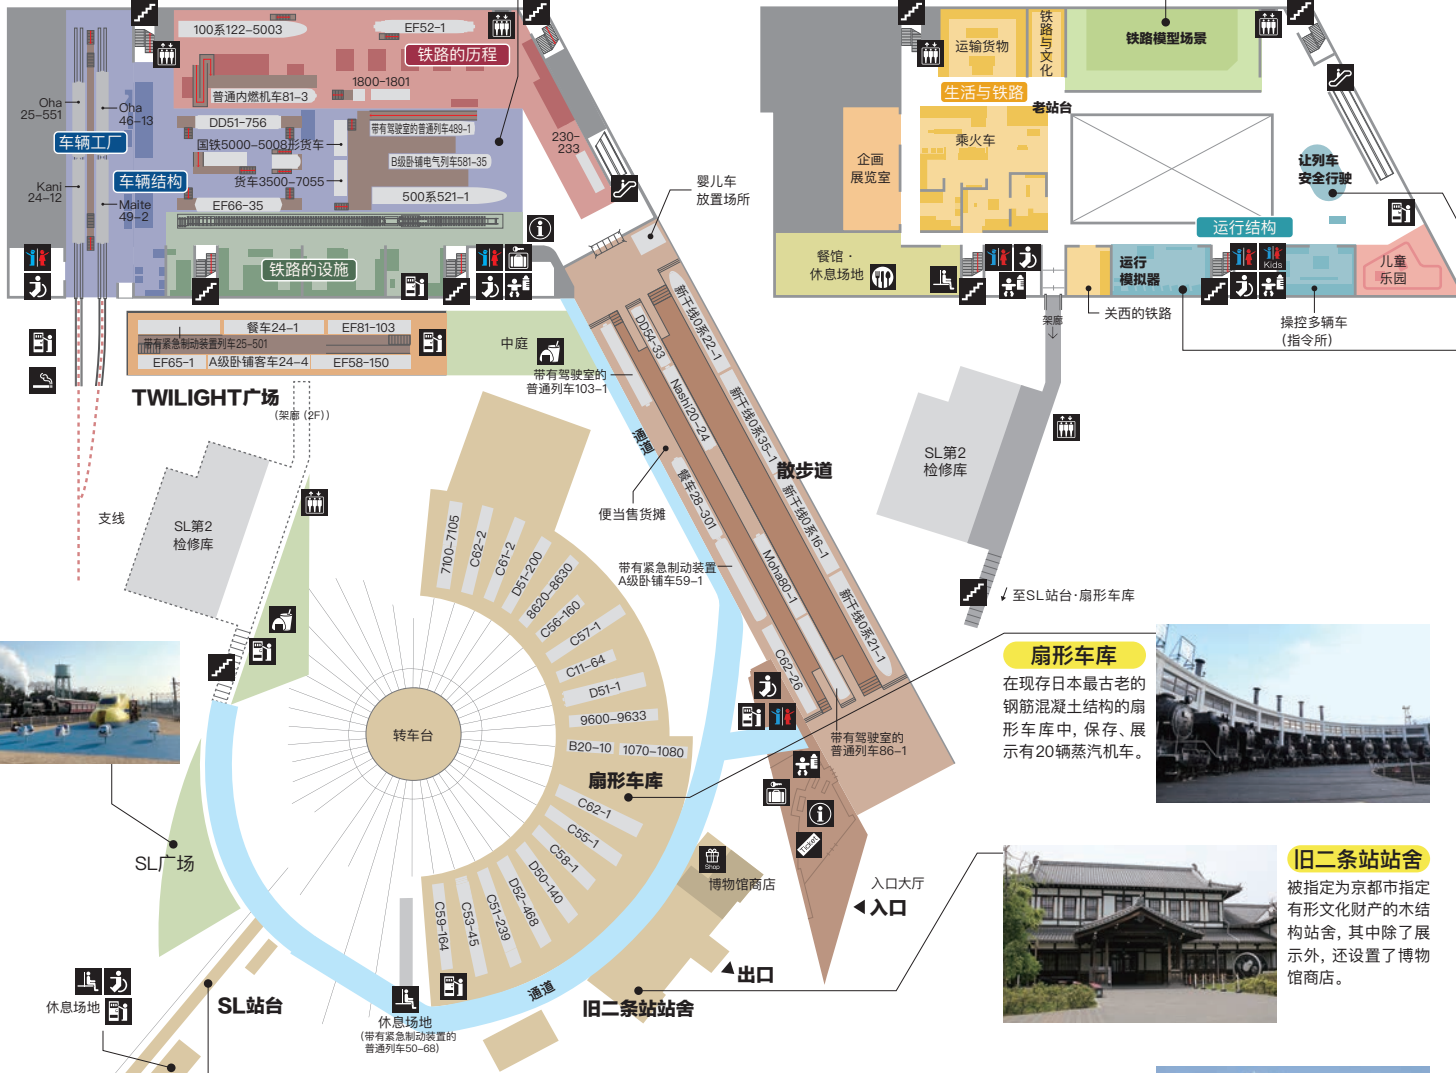 100系122-5003
EF52-1
铁路的历程
1800-1801
普通内燃机车81-3
Oha
25-551
Oha
46-13
DD51-756
带有驾驶室的普通列车489-1
车辆工厂
国铁5000-5008形货车
B级卧铺电气列车581-35
230-
233
车辆结构
货车3500-7055
Kani
24-12
Maite
49-2
EF66-35
500系521-1
铁路的设施
婴儿车
放置场所
餐车24-1
EF81-103
带有紧急制动装置列车25-501
EF65-1
A级卧铺客车24-4
EF58-150
TWILIGHT广场
(架廊 (2F))
中庭
带有驾驶室的
普通列车103-1
通道
便当售货摊
散步道
新干线0系22-1
DD54-33
Nashi20-24
新干线0系35-1
餐车28-301
新干线0系16-1
Moha80-1
新干线0系21-1
C62-26
带有紧急制动装置
A级卧铺车59-1
带有驾驶室的
普通列车86-1
支线
SL第2
检修库
7100-7105
C62-2
C61-2
D51-200
8620-8630
C56-160
C57-1
C11-64
D51-1
9600-9633
B20-10
1070-1080
转车台
扇形车库
C62-1
C55-1
C58-1
D50-140
D52-468
C51-239
C53-45
C59-164
SL广场
SL站台
休息场地
休息场地
(带有紧急制动装置的
普通列车50-68)
通道
旧二条站站舍
Shop
博物馆商店
出口
入口大厅
入口
Ticket
运输货物
铁路与文化
铁路模型场景
生活与铁路
老站台
乘火车
企画
展览室
让列车
安全行驶
运行结构
餐馆·
休息场地
运行
模拟器
Kids
儿童
乐园
关西的铁路
操控多辆车
(指令所)
架廊
SL第2
检修库
至SL站台·扇形车库
扇形车库
在现存日本最古老的
钢筋混凝土结构的扇
形车库中, 保存、展
示有20辆蒸汽机车。
旧二条站站舍
被指定为京都市指定
有形文化财产的木结
构站舍, 其中除了展
示外, 还设置了博物
馆商店。